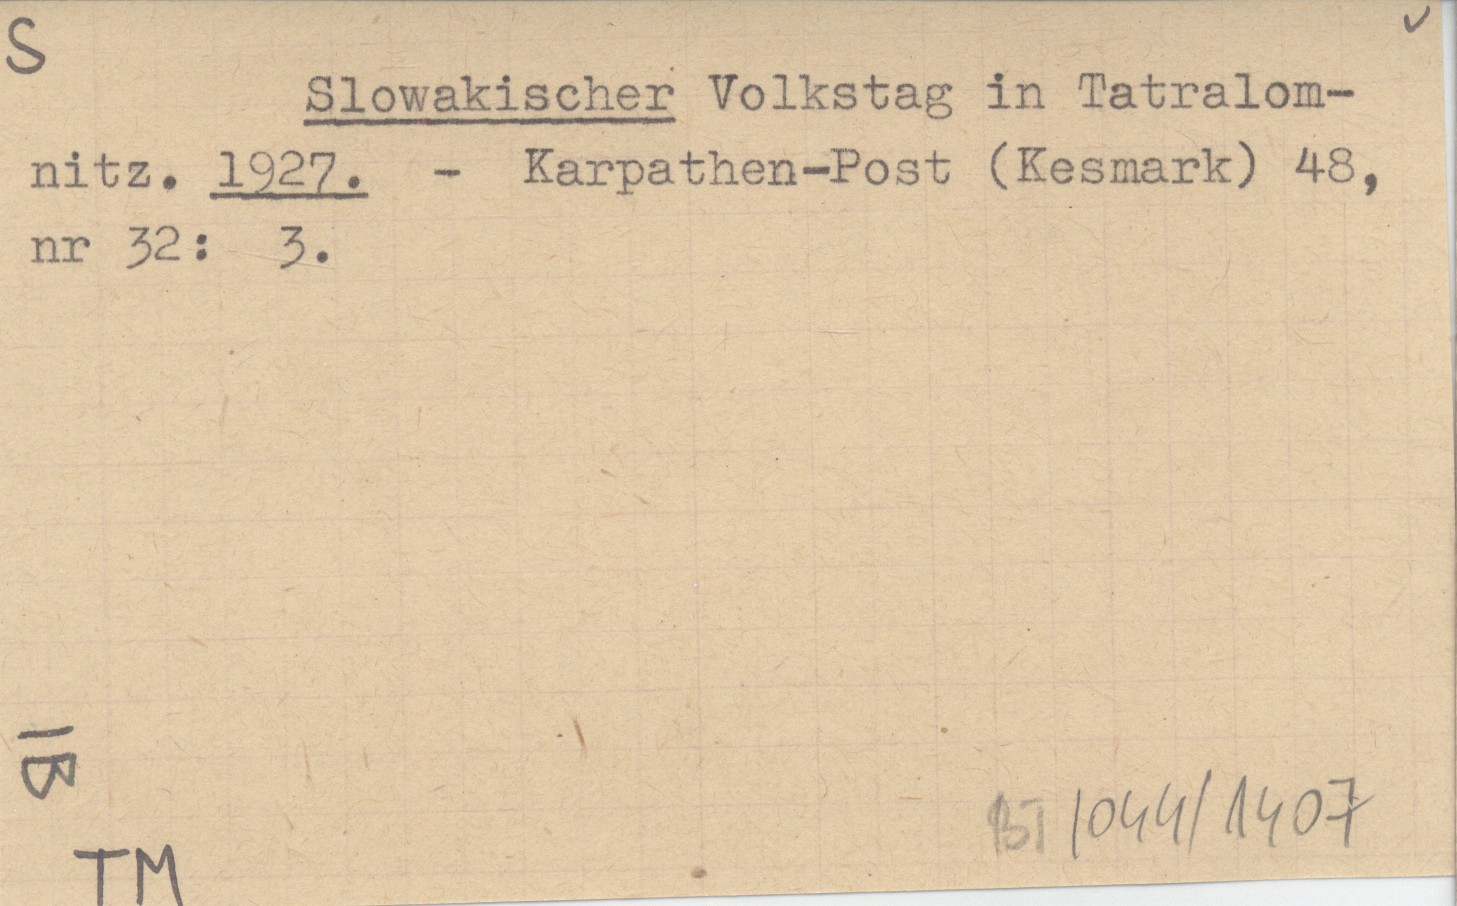 S
Slowakischer Volkstag in Tatralom-
nitz. 1927. - Karpathen-Post (Kesmark) 48,
nr 32: 3.
IB
BT 1044/1407
TM